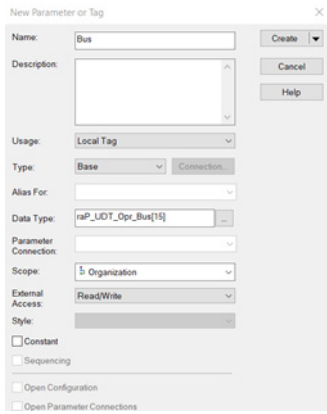 New Parameter or Tag
Name: Bus Create
Description: Cancel
Help
Usage: Local Tag
Type: Base Connection...
Alias For:
Data Type: raP_UDT_Opr_Bus[15] ...
Parameter Connection:
Scope: Organization
External Access: Read/Write
Style:
Constant
Sequencing
Open Configuration
Open Parameter Connections